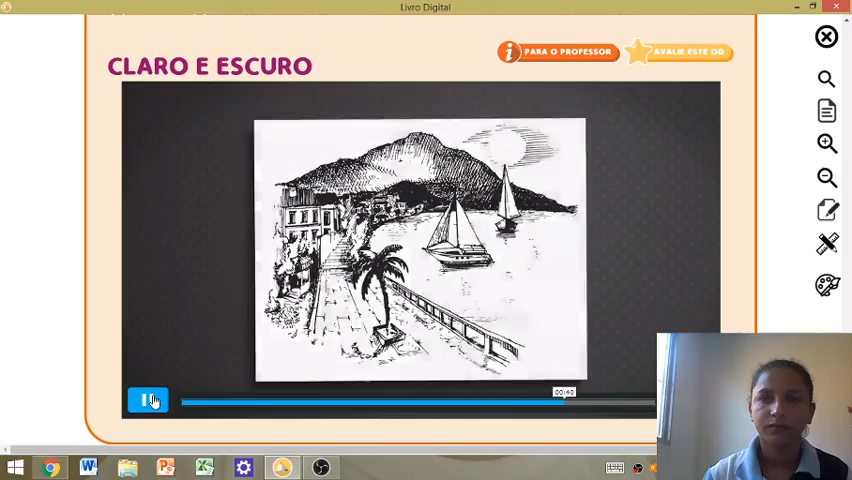 Livro Digital
CLARO E ESCURO
i PARA O PROFESSOR
AVALIE ESTE OD
00:40